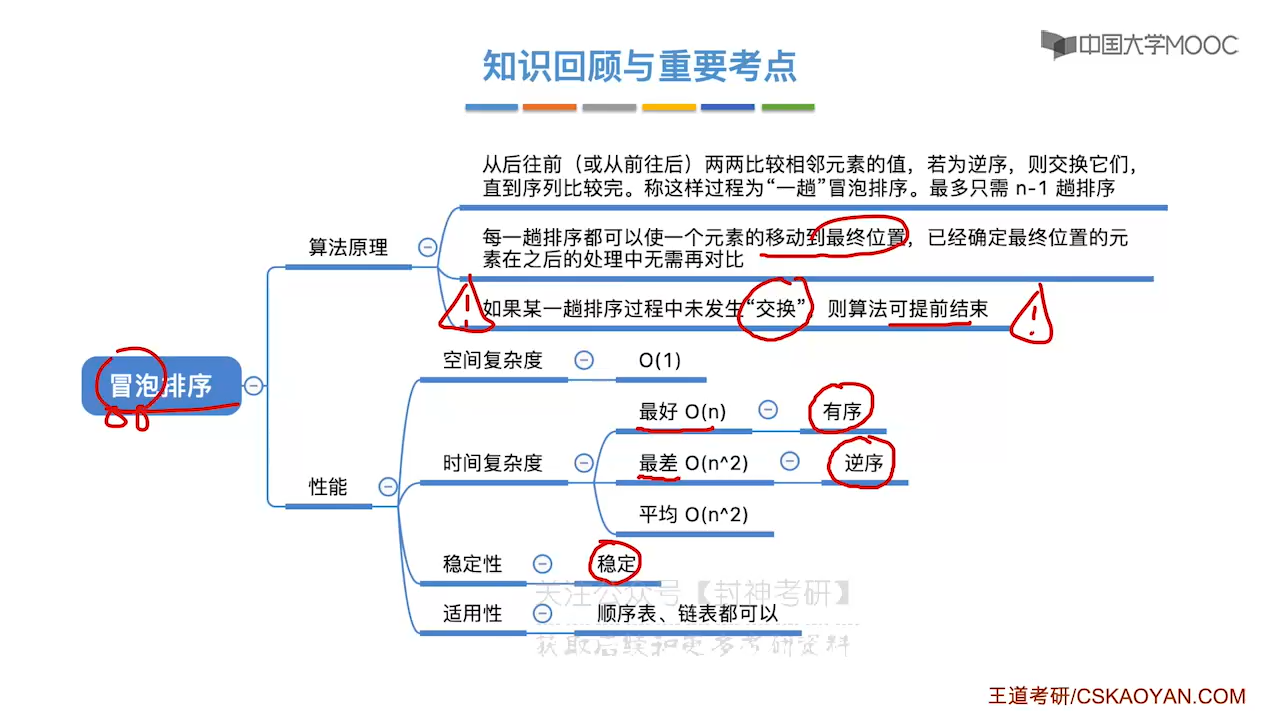 中国大学MOOC
知识回顾与重要考点
从后往前（或从前往后）两两比较相邻元素的值，若为逆序，则交换它们，
直到序列比较完。称这样过程为“一趟”冒泡排序。最多只需 n-1 趟排序
算法原理
每一趟排序都可以使一个元素的移动到最终位置，已经确定最终位置的元
素在之后的处理中无需再对比
如果某一趟排序过程中未发生“交换”，则算法可提前结束
冒泡排序
空间复杂度
O(1)
最好 O(n)
有序
时间复杂度
最差 O(n^2)
逆序
性能
平均 O(n^2)
稳定性
稳定
关注公众号【封神考研】
适用性
顺序表、链表都可以
获取后续和更多考研资料
王道考研/CSKAOYAN.COM